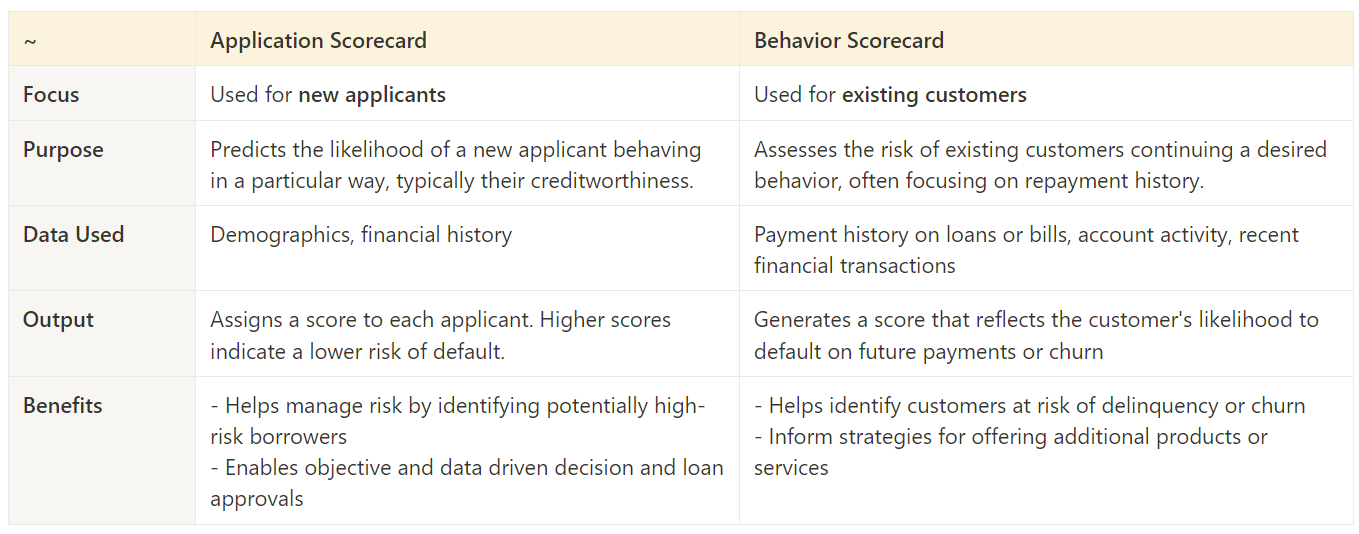 ~ Application Scorecard Behavior Scorecard
Focus Used for new applicants Used for existing customers
Purpose Predicts the likelihood of a new applicant behaving
in a particular way, typically their creditworthiness.
Assesses the risk of existing customers continuing a desired
behavior, often focusing on repayment history.
Data Used Demographics, financial history
Payment history on loans or bills, account activity, recent
financial transactions
Output Assigns a score to each applicant. Higher scores
indicate a lower risk of default.
Generates a score that reflects the customer's likelihood to
default on future payments or churn
Benefits - Helps manage risk by identifying potentially high-
risk borrowers
- Enables objective and data driven decision and loan
approvals
- Helps identify customers at risk of delinquency or churn
- Inform strategies for offering additional products or
services